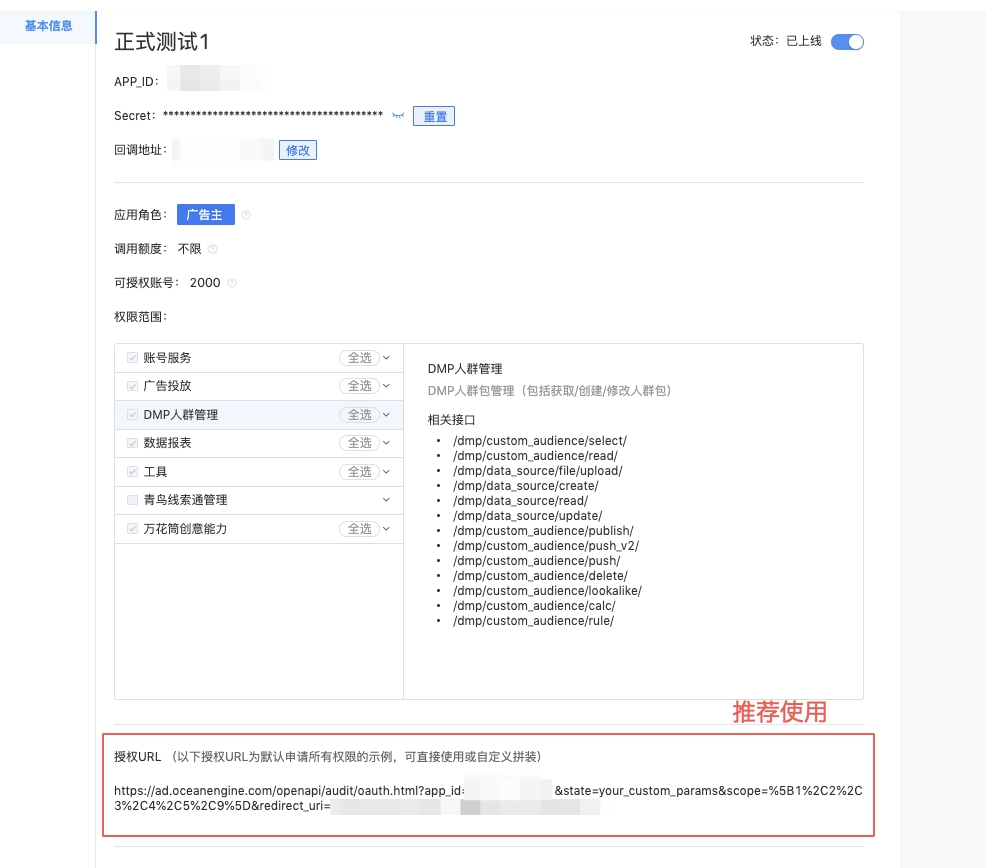 基本信息
正式测试1
状态：已上线
APP_ID：
Secret：**************************************** 重置
回调地址： 修改
应用角色： 广告主
调用额度： 不限
可授权账号： 2000
权限范围：
账号服务 全选
广告投放 全选
DMP人群管理 全选
数据报表 全选
工具 全选
青鸟线索通管理
万花筒创意能力 全选
DMP人群管理
DMP人群包管理（包括获取/创建/修改人群包）
相关接口
• /dmp/custom_audience/select/
• /dmp/custom_audience/read/
• /dmp/data_source/file/upload/
• /dmp/data_source/create/
• /dmp/data_source/read/
• /dmp/data_source/update/
• /dmp/custom_audience/publish/
• /dmp/custom_audience/push_v2/
• /dmp/custom_audience/push/
• /dmp/custom_audience/delete/
• /dmp/custom_audience/lookalike/
• /dmp/custom_audience/calc/
• /dmp/custom_audience/rule/
推荐使用
授权URL （以下授权URL为默认申请所有权限的示例，可直接使用或自定义拼装）
https://ad.oceanengine.com/openapi/audit/oauth.html?app_id= &state=your_custom_params&scope=%5B1%2C2%2C
3%2C4%2C5%2C9%5D&redirect_uri=